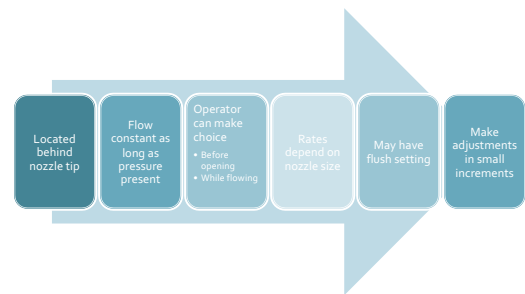 Located
behind
nozzle tip
Flow
constant as
long as
pressure
present
Operator
can make
choice
• Before
opening
• While flowing
Rates
depend on
nozzle size
May have
flush setting
Make
adjustments
in small
increments